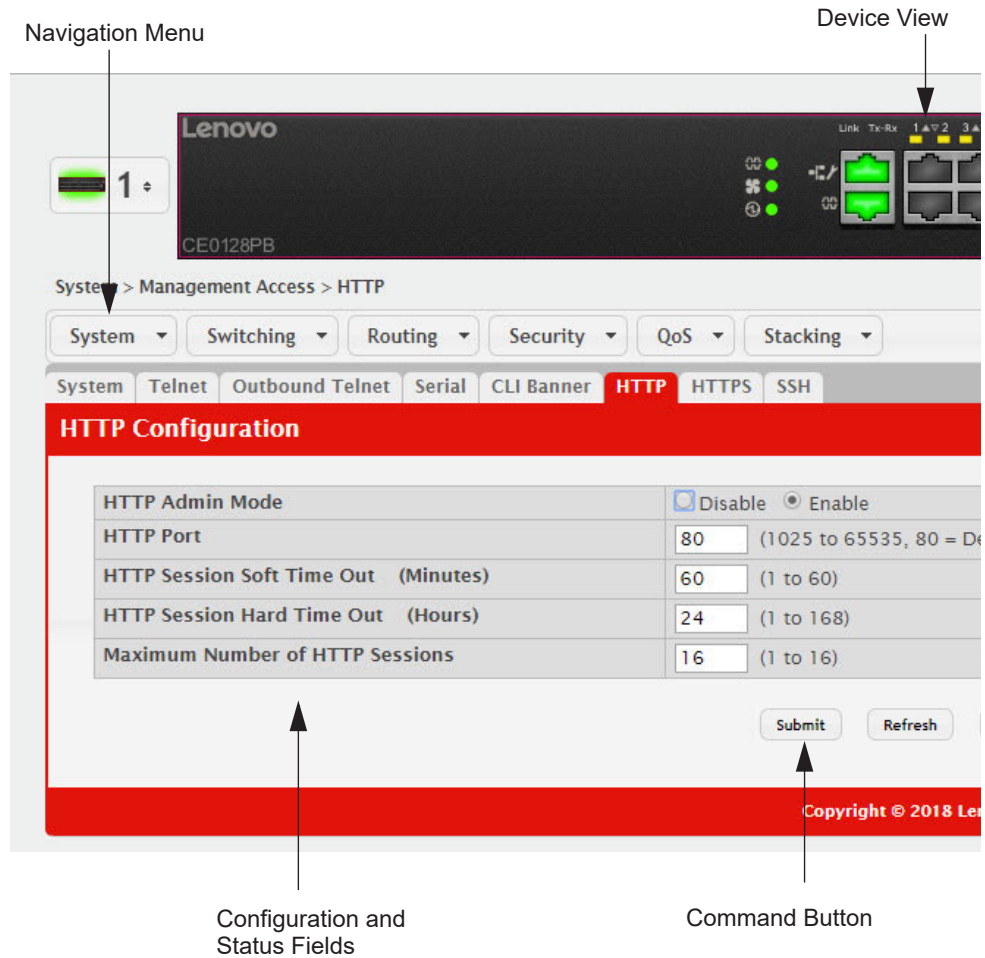 Navigation Menu
Device View
Lenovo
Link Tx-Rx 1 2 3
1
CE0128PB
System > Management Access > HTTP
System Switching Routing Security QoS Stacking
System Telnet Outbound Telnet Serial CLI Banner HTTP HTTPS SSH
HTTP Configuration
HTTP Admin Mode Disable Enable
HTTP Port 80 (1025 to 65535, 80 = De
HTTP Session Soft Time Out (Minutes) 60 (1 to 60)
HTTP Session Hard Time Out (Hours) 24 (1 to 168)
Maximum Number of HTTP Sessions 16 (1 to 16)
Submit Refresh
Copyright © 2018 Len
Configuration and
Status Fields
Command Button